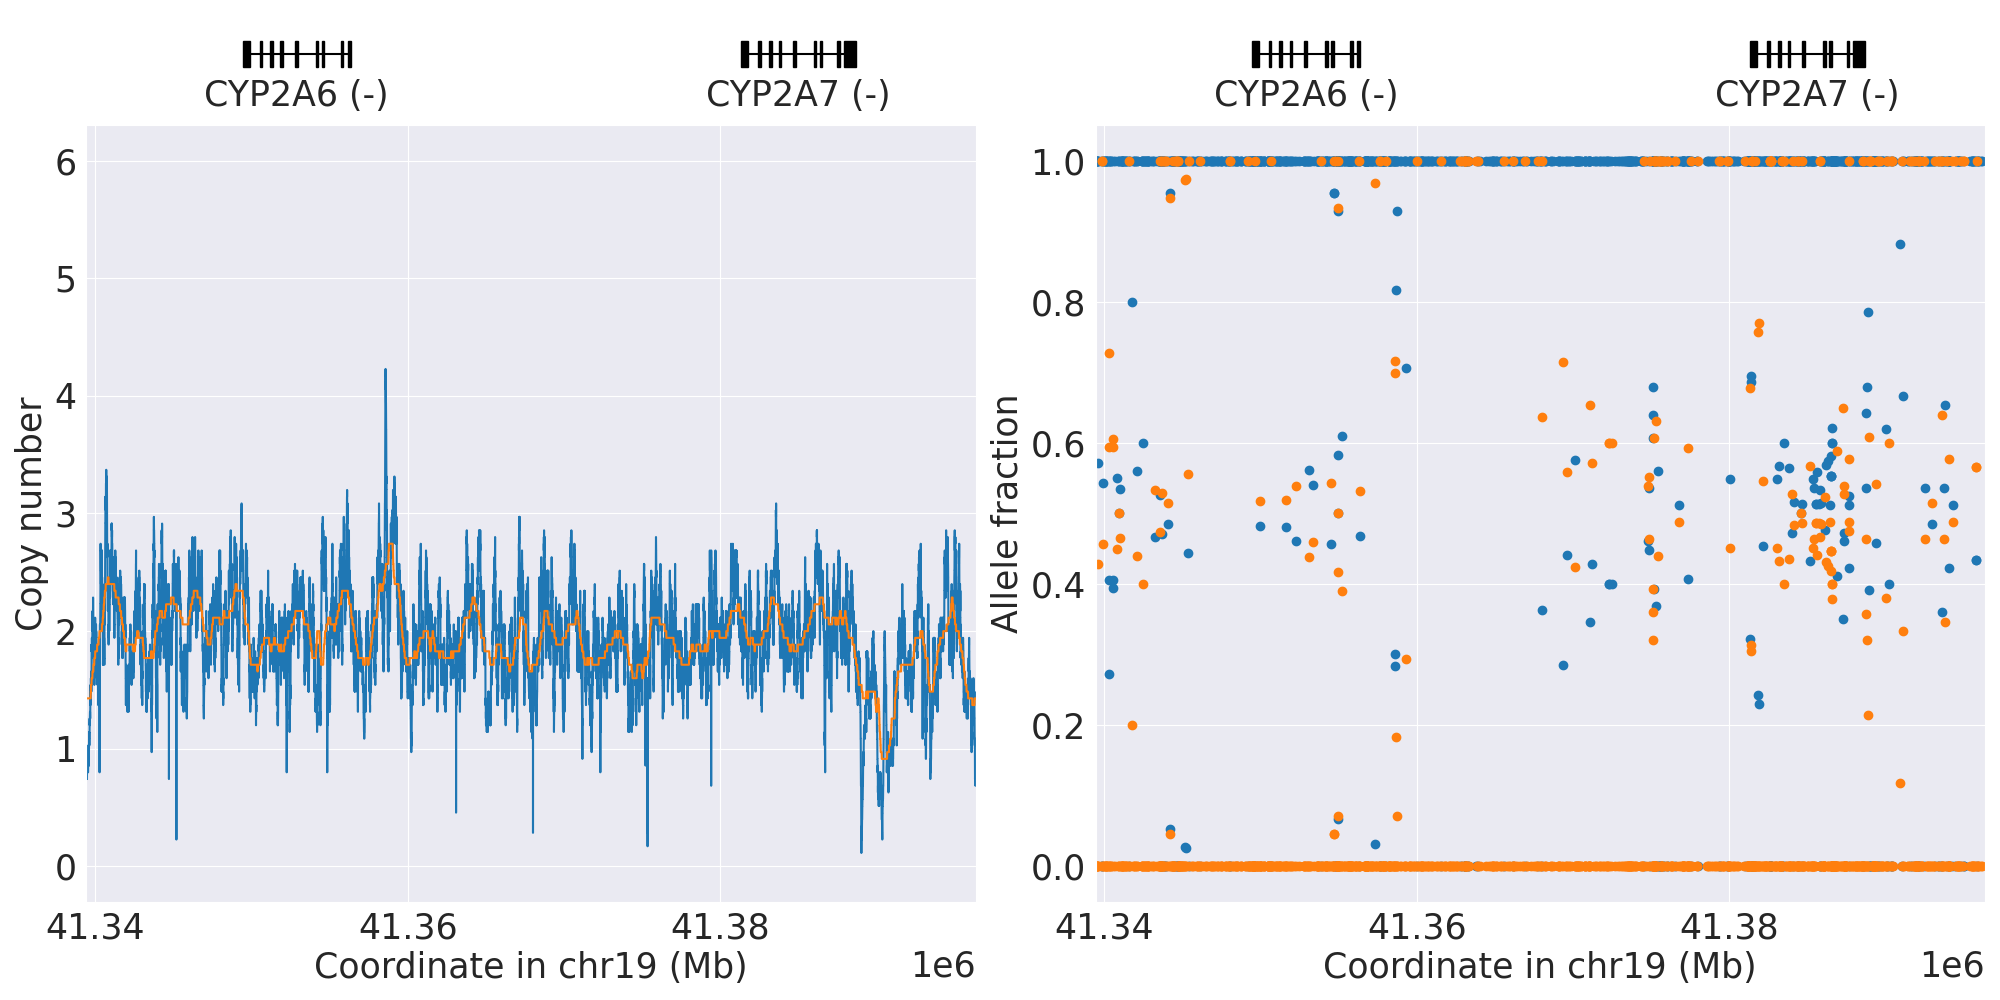 CYP2A6 (-) CYP2A7 (-)
6
5
4
3
2
1
0
Copy number
41.34 41.36 41.38
Coordinate in chr19 (Mb) 1e6
CYP2A6 (-) CYP2A7 (-)
1.0
0.8
0.6
0.4
0.2
0.0
Allele fraction
41.34 41.36 41.38
Coordinate in chr19 (Mb) 1e6